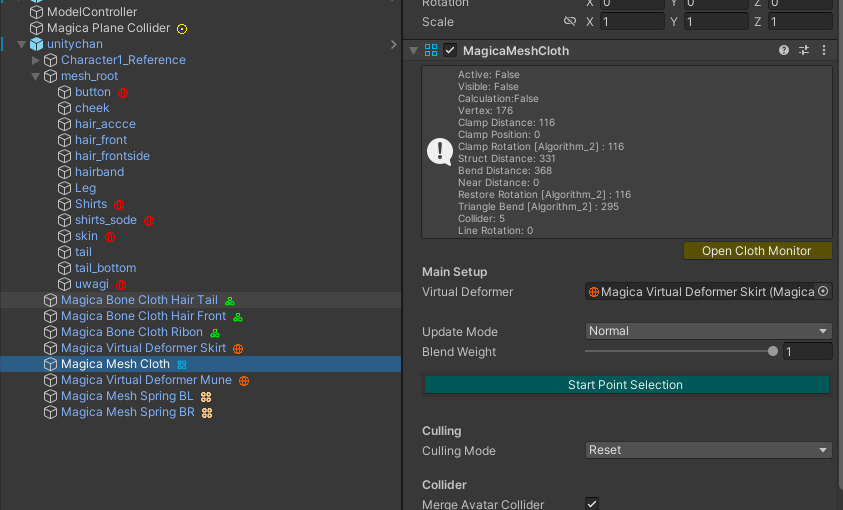 ModelController
Magica Plane Collider
unitychan
Character1_Reference
mesh_root
button
cheek
hair_accce
hair_front
hair_frontside
hairband
Leg
Shirts
shirts_sode
skin
tail
tail_bottom
uwagi
Magica Bone Cloth Hair Tail
Magica Bone Cloth Hair Front
Magica Bone Cloth Ribon
Magica Virtual Deformer Skirt
Magica Mesh Cloth
Magica Virtual Deformer Mune
Magica Mesh Spring BL
Magica Mesh Spring BR
Rotation X 0 Y 0 Z 0
Scale X 1 Y 1 Z 1
MagicaMeshCloth
Active: False
Visible: False
Calculation:False
Vertex: 176
Clamp Distance: 116
Clamp Position: 0
Clamp Rotation [Algorithm_2] : 116
Struct Distance: 331
Bend Distance: 368
Near Distance: 0
Restore Rotation [Algorithm_2] : 116
Triangle Bend [Algorithm_2] : 295
Collider: 5
Line Rotation: 0
Open Cloth Monitor
Main Setup
Virtual Deformer Magica Virtual Deformer Skirt (Magica
Update Mode Normal
Blend Weight 1
Start Point Selection
Culling
Culling Mode Reset
Collider
Merge Avatar Collider